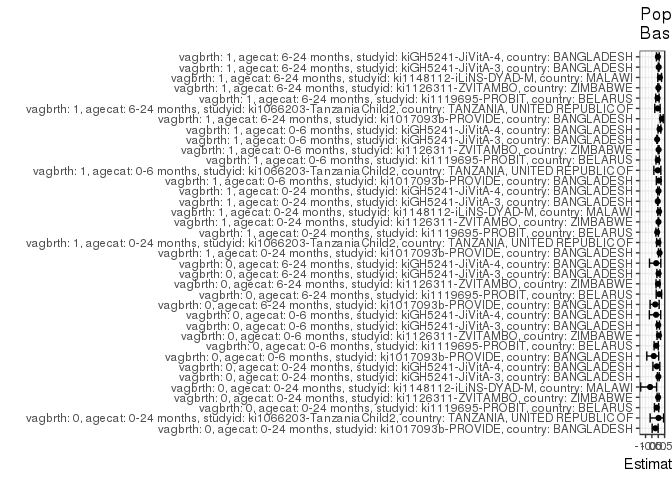 Pop
Bas
vagbrth: 1, agecat: 6-24 months, studyid: kiGH5241-JiVitA-4, country: BANGLADESH
vagbrth: 1, agecat: 6-24 months, studyid: kiGH5241-JiVitA-3, country: BANGLADESH
vagbrth: 1, agecat: 6-24 months, studyid: ki1148112-iLiNS-DYAD-M, country: MALAWI
vagbrth: 1, agecat: 6-24 months, studyid: ki1126311-ZVITAMBO, country: ZIMBABWE
vagbrth: 1, agecat: 6-24 months, studyid: ki1119695-PROBIT, country: BELARUS
vagbrth: 1, agecat: 6-24 months, studyid: ki1066203-TanzaniaChild2, country: TANZANIA, UNITED REPUBLIC OF
vagbrth: 1, agecat: 6-24 months, studyid: ki1017093b-PROVIDE, country: BANGLADESH
vagbrth: 1, agecat: 0-6 months, studyid: kiGH5241-JiVitA-4, country: BANGLADESH
vagbrth: 1, agecat: 0-6 months, studyid: kiGH5241-JiVitA-3, country: BANGLADESH
vagbrth: 1, agecat: 0-6 months, studyid: ki1126311-ZVITAMBO, country: ZIMBABWE
vagbrth: 1, agecat: 0-6 months, studyid: ki1119695-PROBIT, country: BELARUS
vagbrth: 1, agecat: 0-6 months, studyid: ki1066203-TanzaniaChild2, country: TANZANIA, UNITED REPUBLIC OF
vagbrth: 1, agecat: 0-6 months, studyid: ki1017093b-PROVIDE, country: BANGLADESH
vagbrth: 1, agecat: 0-24 months, studyid: kiGH5241-JiVitA-4, country: BANGLADESH
vagbrth: 1, agecat: 0-24 months, studyid: kiGH5241-JiVitA-3, country: BANGLADESH
vagbrth: 1, agecat: 0-24 months, studyid: ki1148112-iLiNS-DYAD-M, country: MALAWI
vagbrth: 1, agecat: 0-24 months, studyid: ki1126311-ZVITAMBO, country: ZIMBABWE
vagbrth: 1, agecat: 0-24 months, studyid: ki1119695-PROBIT, country: BELARUS
vagbrth: 1, agecat: 0-24 months, studyid: ki1066203-TanzaniaChild2, country: TANZANIA, UNITED REPUBLIC OF
vagbrth: 1, agecat: 0-24 months, studyid: ki1017093b-PROVIDE, country: BANGLADESH
vagbrth: 0, agecat: 6-24 months, studyid: kiGH5241-JiVitA-4, country: BANGLADESH
vagbrth: 0, agecat: 6-24 months, studyid: kiGH5241-JiVitA-3, country: BANGLADESH
vagbrth: 0, agecat: 6-24 months, studyid: ki1126311-ZVITAMBO, country: ZIMBABWE
vagbrth: 0, agecat: 6-24 months, studyid: ki1119695-PROBIT, country: BELARUS
vagbrth: 0, agecat: 6-24 months, studyid: ki1017093b-PROVIDE, country: BANGLADESH
vagbrth: 0, agecat: 0-6 months, studyid: kiGH5241-JiVitA-4, country: BANGLADESH
vagbrth: 0, agecat: 0-6 months, studyid: kiGH5241-JiVitA-3, country: BANGLADESH
vagbrth: 0, agecat: 0-6 months, studyid: ki1126311-ZVITAMBO, country: ZIMBABWE
vagbrth: 0, agecat: 0-6 months, studyid: ki1119695-PROBIT, country: BELARUS
vagbrth: 0, agecat: 0-6 months, studyid: ki1017093b-PROVIDE, country: BANGLADESH
vagbrth: 0, agecat: 0-24 months, studyid: kiGH5241-JiVitA-4, country: BANGLADESH
vagbrth: 0, agecat: 0-24 months, studyid: kiGH5241-JiVitA-3, country: BANGLADESH
vagbrth: 0, agecat: 0-24 months, studyid: ki1148112-iLiNS-DYAD-M, country: MALAWI
vagbrth: 0, agecat: 0-24 months, studyid: ki1126311-ZVITAMBO, country: ZIMBABWE
vagbrth: 0, agecat: 0-24 months, studyid: ki1119695-PROBIT, country: BELARUS
vagbrth: 0, agecat: 0-24 months, studyid: ki1066203-TanzaniaChild2, country: TANZANIA, UNITED REPUBLIC OF
vagbrth: 0, agecat: 0-24 months, studyid: ki1017093b-PROVIDE, country: BANGLADESH
Estimat